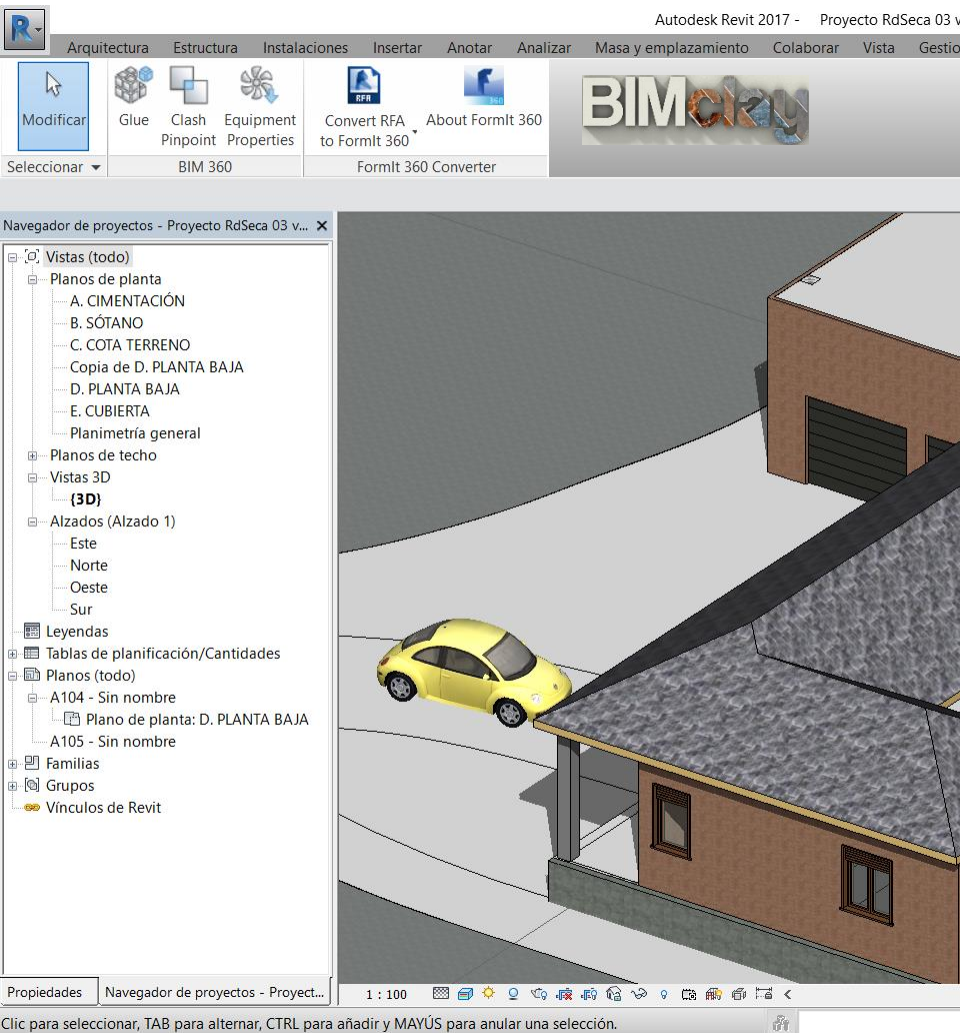 Autodesk Revit 2017 - Proyecto RdSeca 03 v
Arquitectura Estructura Instalaciones Insertar Anotar Analizar Masa y emplazamiento Colaborar Vista Gestio
Modificar
Glue
Clash
Pinpoint
Equipment
Properties
RFA
Convert RFA
to FormIt 360
360
About FormIt 360
BIMclay
Seleccionar
BIM 360
FormIt 360 Converter
Navegador de proyectos - Proyecto RdSeca 03 v...
Vistas (todo)
Planos de planta
A. CIMENTACIÓN
B. SÓTANO
C. COTA TERRENO
Copia de D. PLANTA BAJA
D. PLANTA BAJA
E. CUBIERTA
Planimetría general
Planos de techo
Vistas 3D
{3D}
Alzados (Alzado 1)
Este
Norte
Oeste
Sur
Leyendas
Tablas de planificación/Cantidades
Planos (todo)
A104 - Sin nombre
Plano de planta: D. PLANTA BAJA
A105 - Sin nombre
Familias
Grupos
Vínculos de Revit
Propiedades
Navegador de proyectos - Proyect...
1 : 100
Clic para seleccionar, TAB para alternar, CTRL para añadir y MAYÚS para anular una selección.